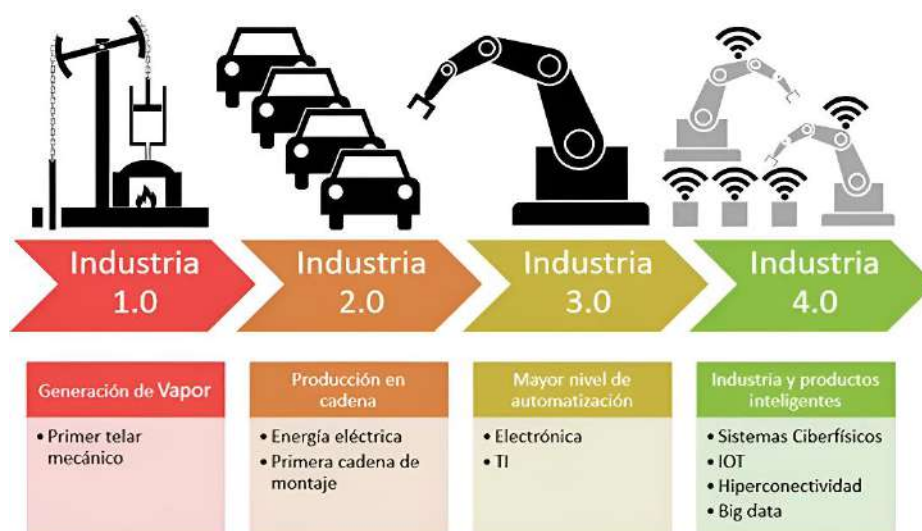 Industria
1.0
Industria
2.0
Industria
3.0
Industria
4.0
Generación de Vapor
• Primer telar
mecánico
Producción en
cadena
• Energía eléctrica
• Primera cadena de
montaje
Mayor nivel de
automatización
• Electrónica
• TI
Industria y productos
inteligentes
• Sistemas Ciberfísicos
• IOT
• Hiperconectividad
• Big data